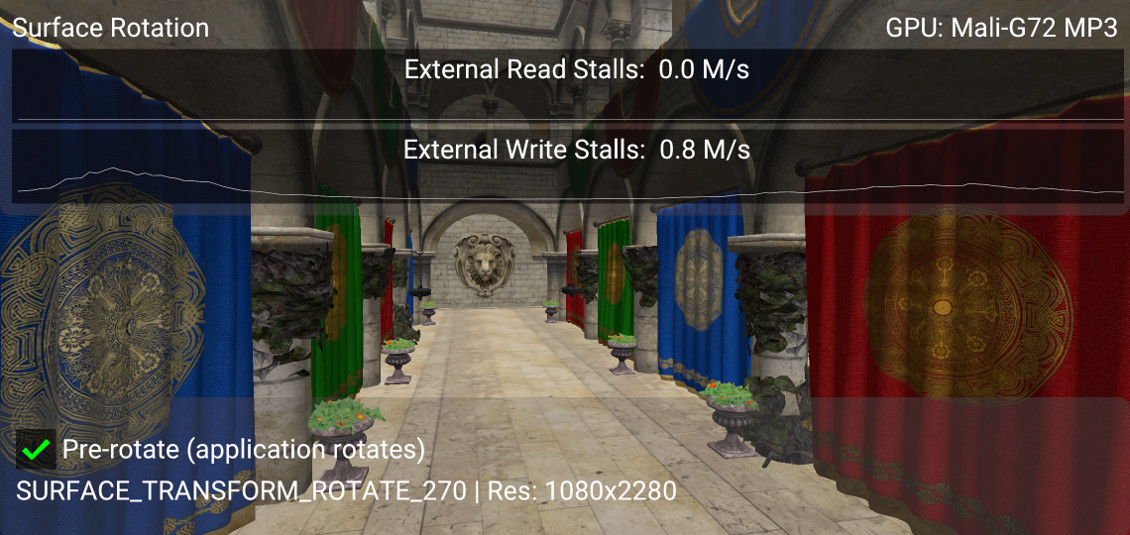 Surface Rotation
GPU: Mali-G72 MP3
External Read Stalls: 0.0 M/s
External Write Stalls: 0.8 M/s
Pre-rotate (application rotates)
SURFACE_TRANSFORM_ROTATE_270 | Res: 1080x2280